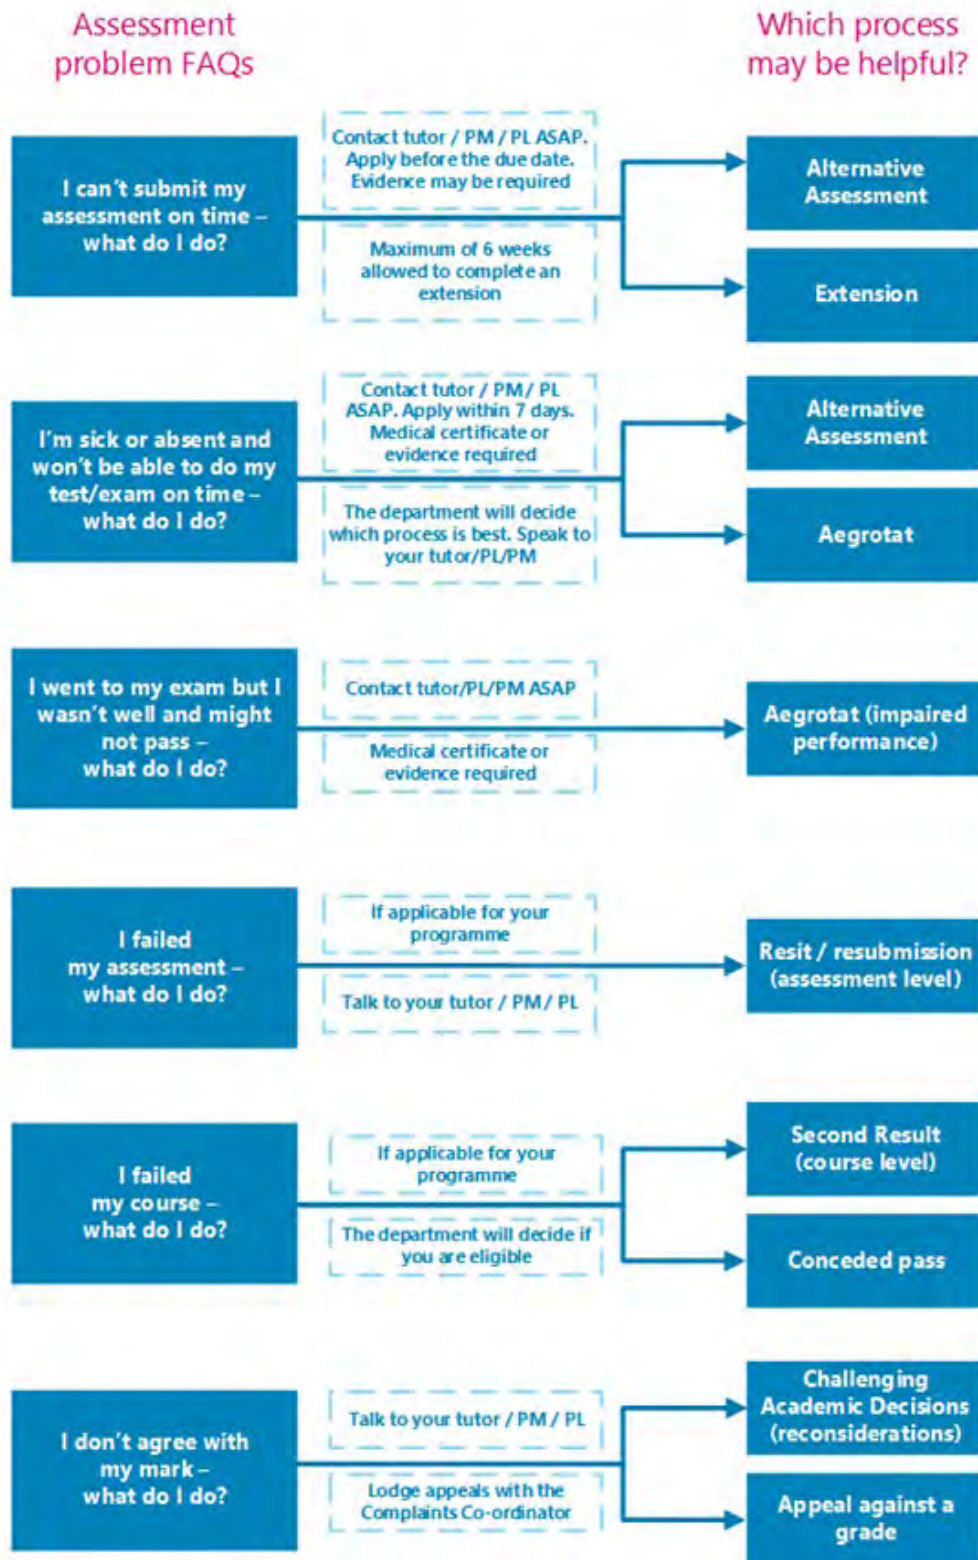 Assessment
problem FAQs
Which process
may be helpful?
I can't submit my
assessment on time –
what do I do?
Contact tutor / PM / PL ASAP.
Apply before the due date.
Evidence may be required
Maximum of 6 weeks
allowed to complete an
extension
Alternative
Assessment
Extension
I'm sick or absent and
won't be able to do my
test/exam on time –
what do I do?
Contact tutor / PM / PL
ASAP. Apply within 7 days.
Medical certificate or
evidence required
The department will decide
which process is best. Speak to
your tutor/PL/PM
Alternative
Assessment
Aegrotat
I went to my exam but I
wasn't well and might
not pass –
what do I do?
Contact tutor/PL/PM ASAP
Medical certificate or
evidence required
Aegrotat (impaired
performance)
I failed
my assessment –
what do I do?
If applicable for your
programme
Talk to your tutor / PM / PL
Resit / resubmission
(assessment level)
I failed
my course –
what do I do?
If applicable for your
programme
The department will decide if
you are eligible
Second Result
(course level)
Conceded pass
I don't agree with
my mark –
what do I do?
Talk to your tutor / PM / PL
Lodge appeals with the
Complaints Co-ordinator
Challenging
Academic Decisions
(reconsiderations)
Appeal against a
grade